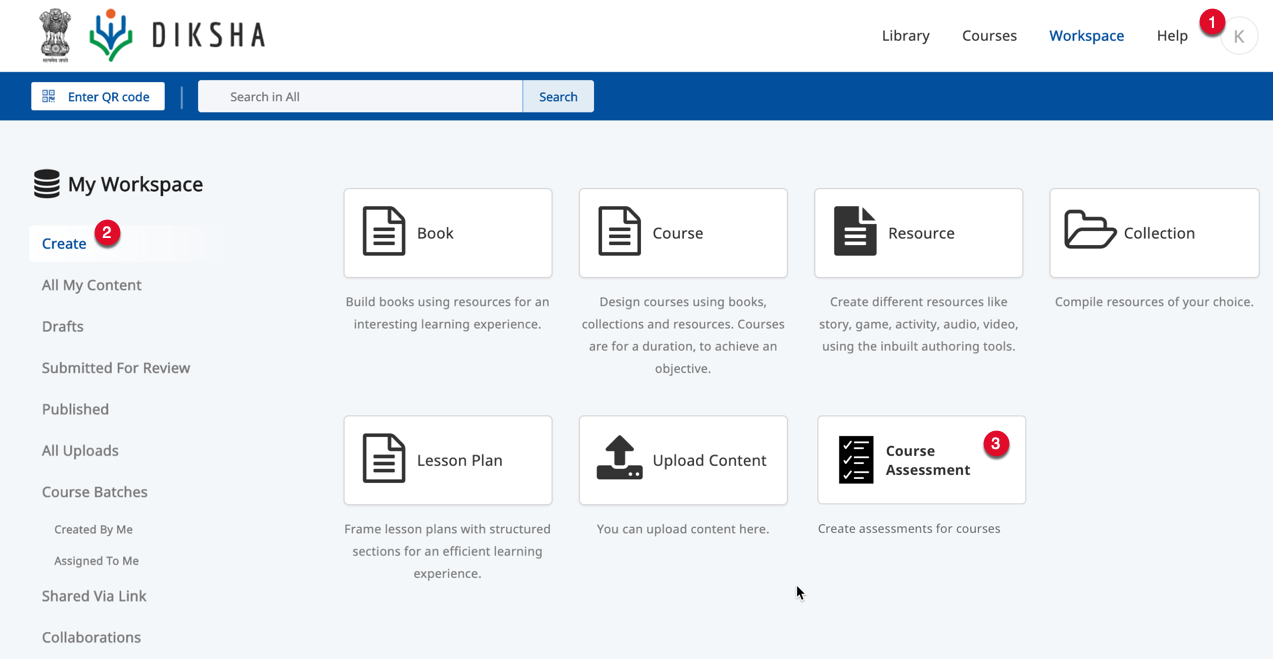 DIKSHA
Library Courses Workspace Help 1 K
Enter QR code Search in All Search
My Workspace
Create 2
All My Content
Drafts
Submitted For Review
Published
All Uploads
Course Batches
Created By Me
Assigned To Me
Shared Via Link
Collaborations
Book
Build books using resources for an
interesting learning experience.
Course
Design courses using books,
collections and resources. Courses
are for a duration, to achieve an
objective.
Resource
Create different resources like
story, game, activity, audio, video,
using the inbuilt authoring tools.
Collection
Compile resources of your choice.
Lesson Plan
Frame lesson plans with structured
sections for an efficient learning
experience.
Upload Content
You can upload content here.
Course
Assessment
3
Create assessments for courses